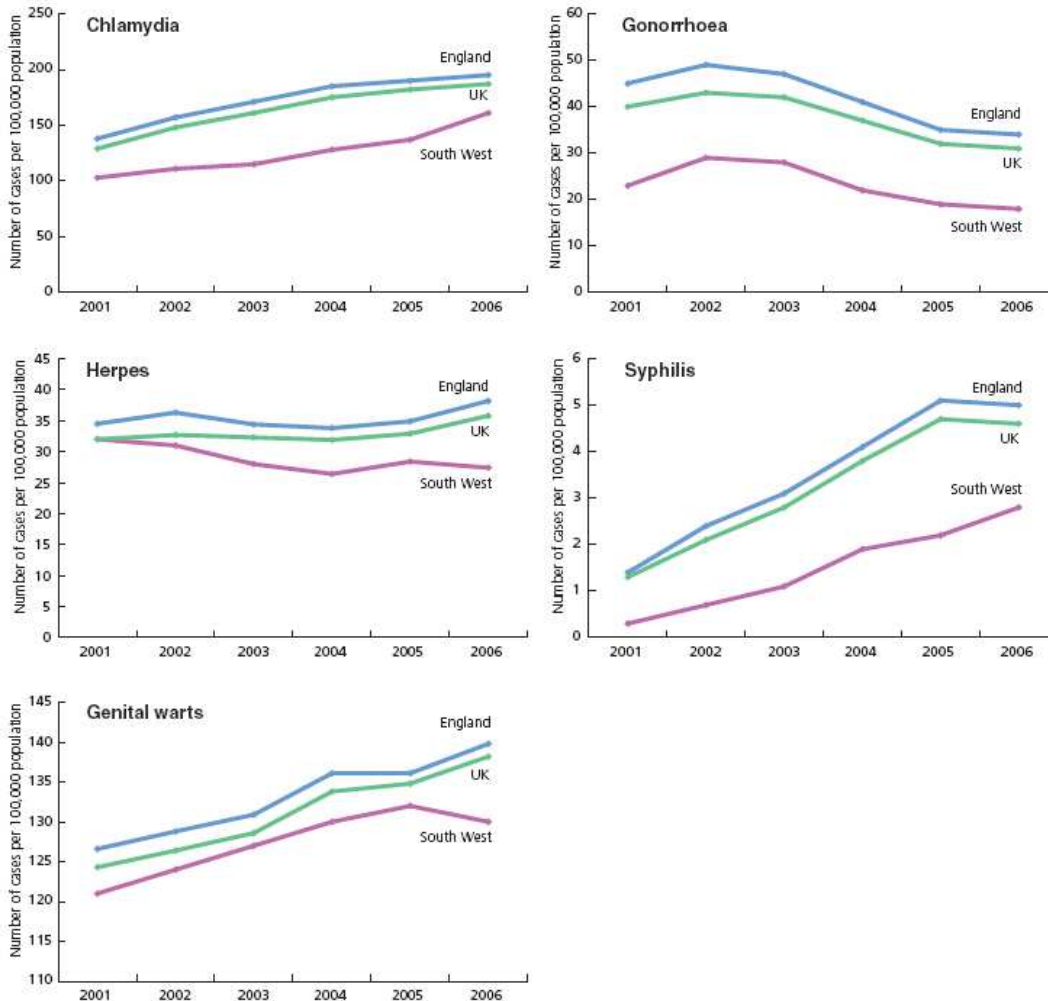 Chlamydia
Number of cases per 100,000 population
250
200
150
100
50
0
England
UK
South West
2001 2002 2003 2004 2005 2006
Gonorrhoea
Number of cases per 100,000 population
60
50
40
30
20
10
0
England
UK
South West
2001 2002 2003 2004 2005 2006
Herpes
Number of cases per 100,000 population
45
40
35
30
25
20
15
10
5
0
England
UK
South West
2001 2002 2003 2004 2005 2006
Syphilis
Number of cases per 100,000 population
6
5
4
3
2
1
0
England
UK
South West
2001 2002 2003 2004 2005 2006
Genital warts
Number of cases per 100,000 population
145
140
135
130
125
120
115
110
England
UK
South West
2001 2002 2003 2004 2005 2006